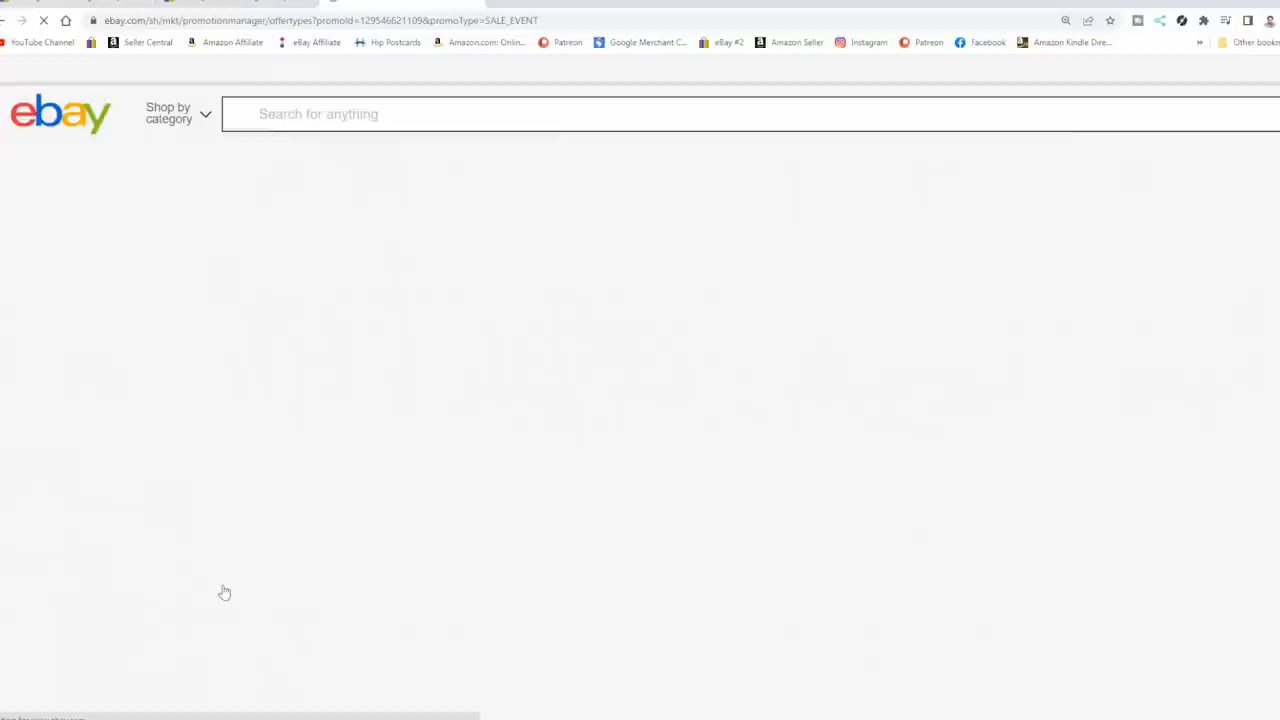 ebay.com/sh/mkt/promotionmanager/offertypes?promoId=129546621109&promoType=SALE_EVENT
YouTube Channel Seller Central Amazon Affiliate eBay Affiliate Hip Postcards Amazon.com: Onlin... Patreon Google Merchant C... eBay #2 Amazon Seller Instagram Patreon Facebook Amazon Kindle Dire... » Other bookm
ebay
Shop by
category
Search for anything